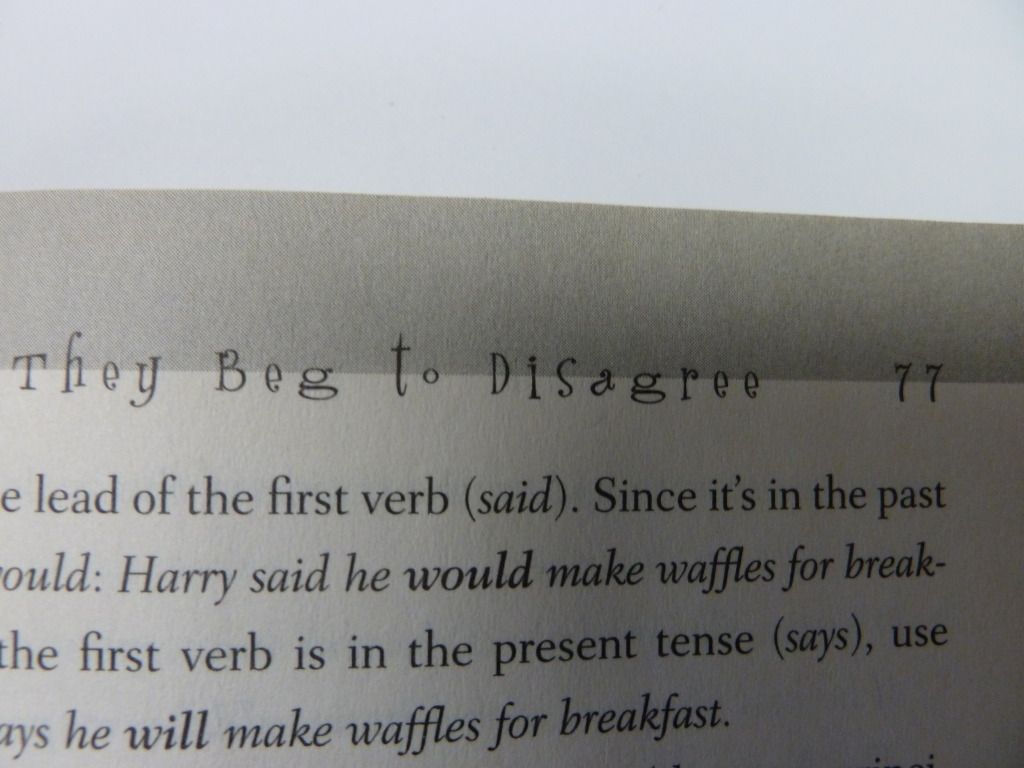 They Beg to Disagree 77
lead of the first verb (said). Since it's in the past
Harry said he would make waffles for break-
the first verb is in the present tense (says), use
he will make waffles for breakfast.